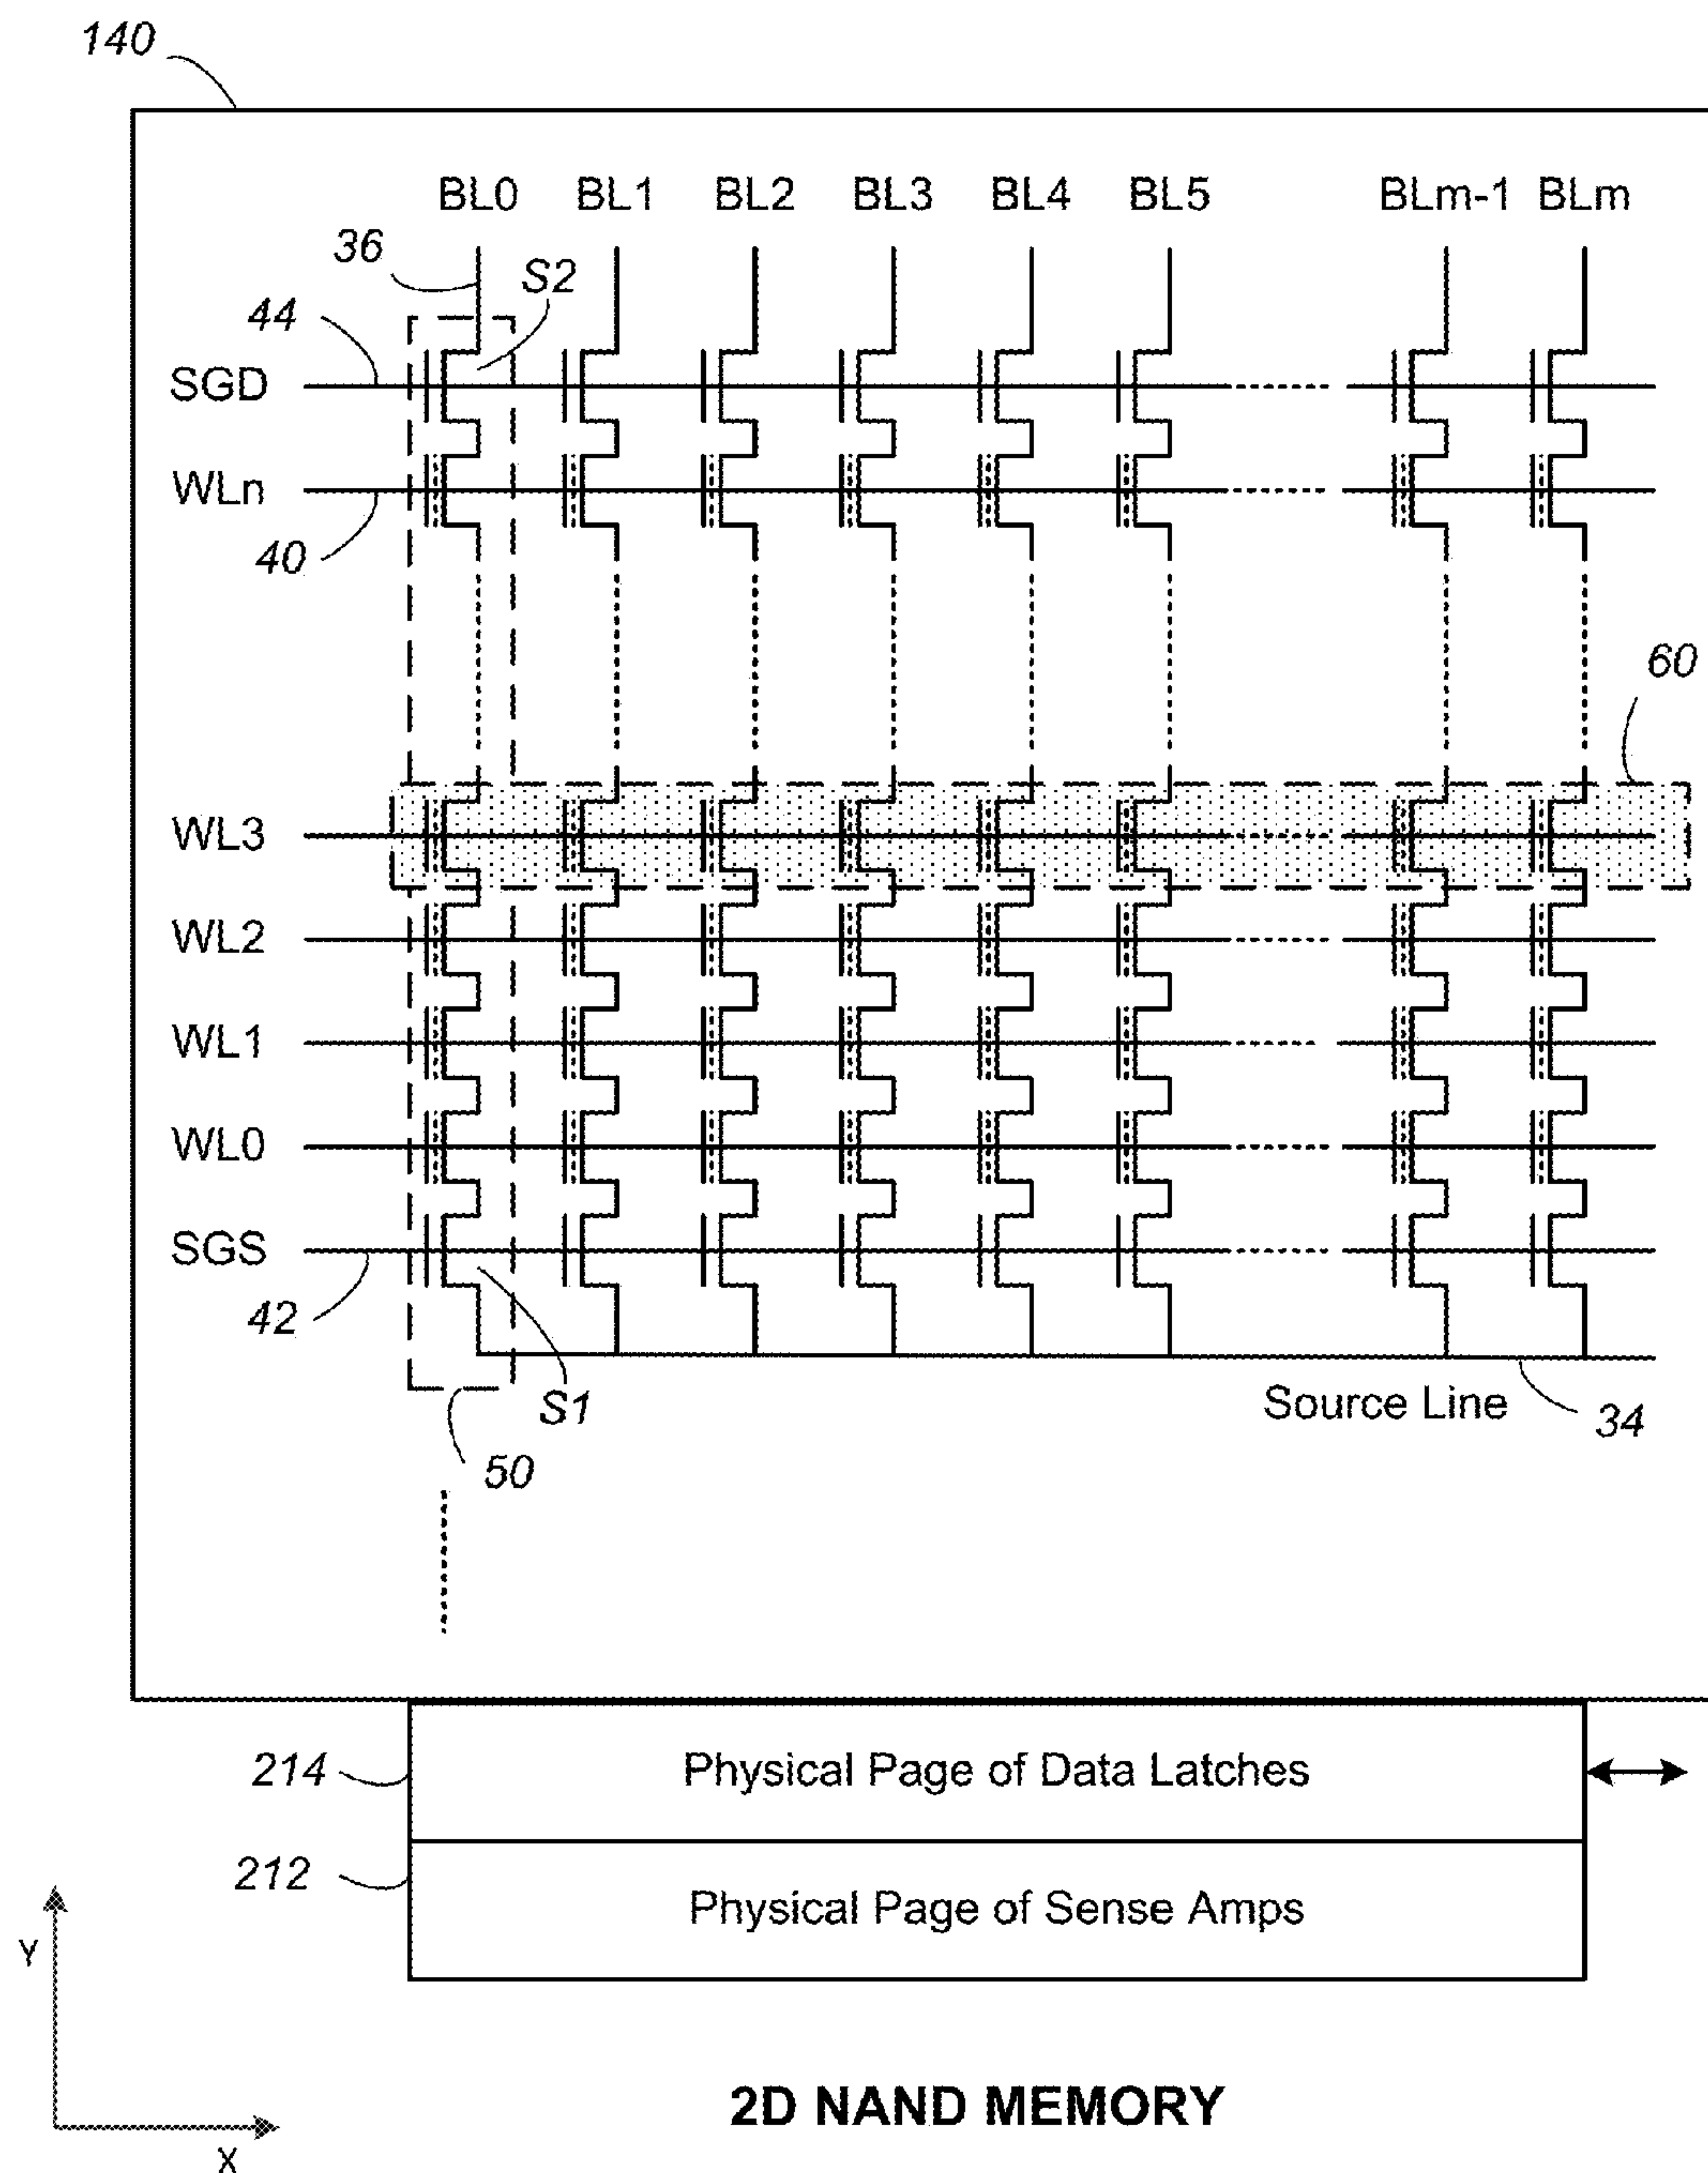 140
BL0 BL1 BL2 BL3 BL4 BL5 BLm-1 BLm
36
S2
44
SGD
WLn
40
60
WL3
WL2
WL1
WL0
SGS
42
S1
Source Line
34
50
214
Physical Page of Data Latches
212
Physical Page of Sense Amps
Y
X
2D NAND MEMORY